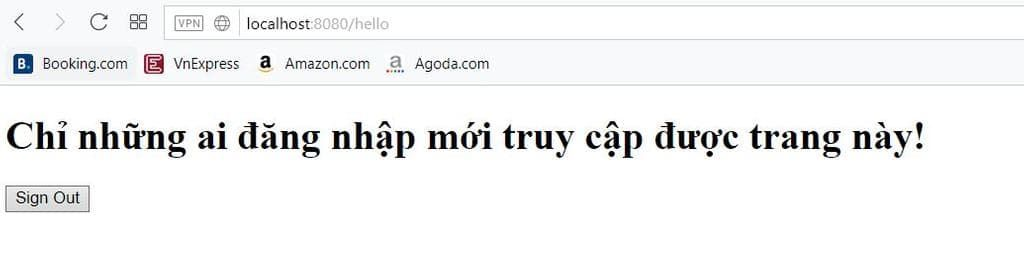 VPN localhost:8080/hello
B. Booking.com E VnExpress a Amazon.com a Agoda.com
Chỉ những ai đăng nhập mới truy cập được trang này!
Sign Out